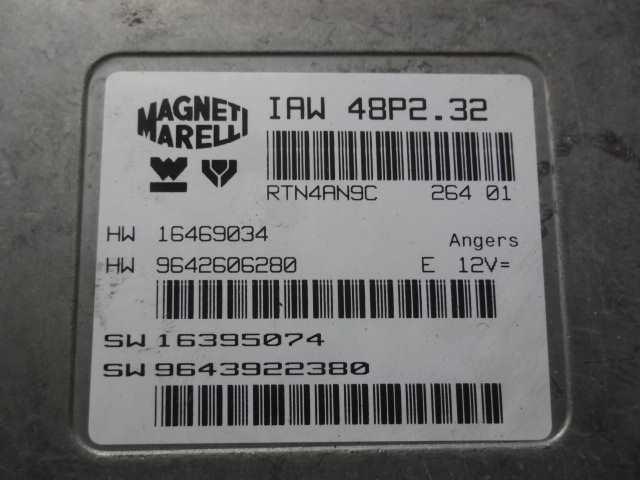 MAGNETI
MARELLI
IAW 48P2.32
RTN4AN9C 264 01
HW 16469034
Angers
HW 9642606280
E 12V=
SW 16395074
SW 9643922380